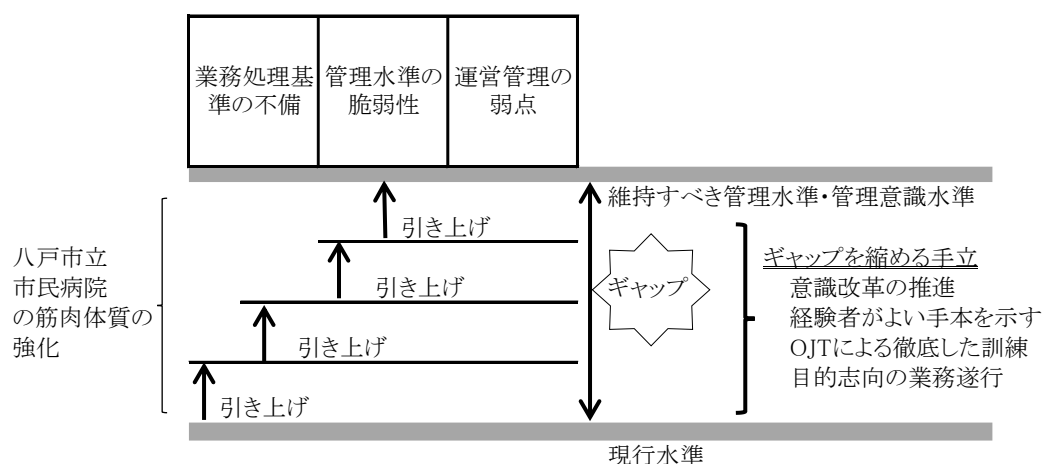 業務処理基
準の不備
管理水準の
脆弱性
運営管理の
弱点
維持すべき管理水準・管理意識水準
引き上げ
引き上げ
引き上げ
引き上げ
八戸市立
市民病院
の筋肉体質の
強化
ギャップ
ギャップを縮める手立
意識改革の推進
経験者がよい手本を示す
OJTによる徹底した訓練
目的志向の業務遂行
現行水準